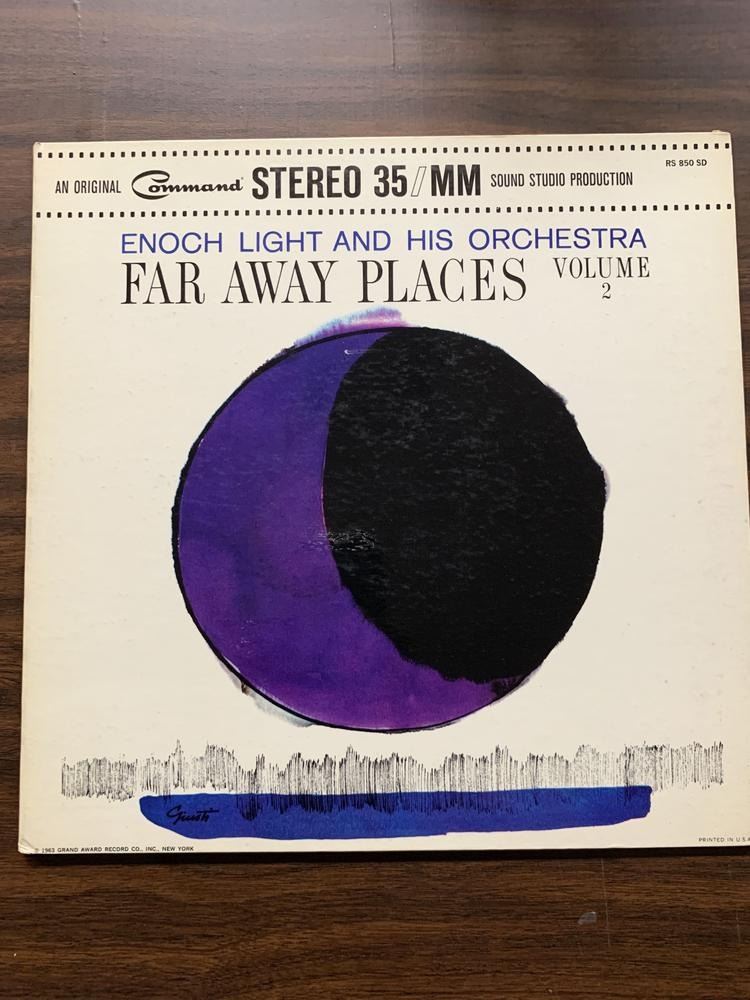 RS 850 SD
AN ORIGINAL Command STEREO 35/MM SOUND STUDIO PRODUCTION
ENOCH LIGHT AND HIS ORCHESTRA
FAR AWAY PLACES VOLUME 2
Giusti
© 1963 GRAND AWARD RECORD CO., INC., NEW YORK
PRINTED IN U.S.A